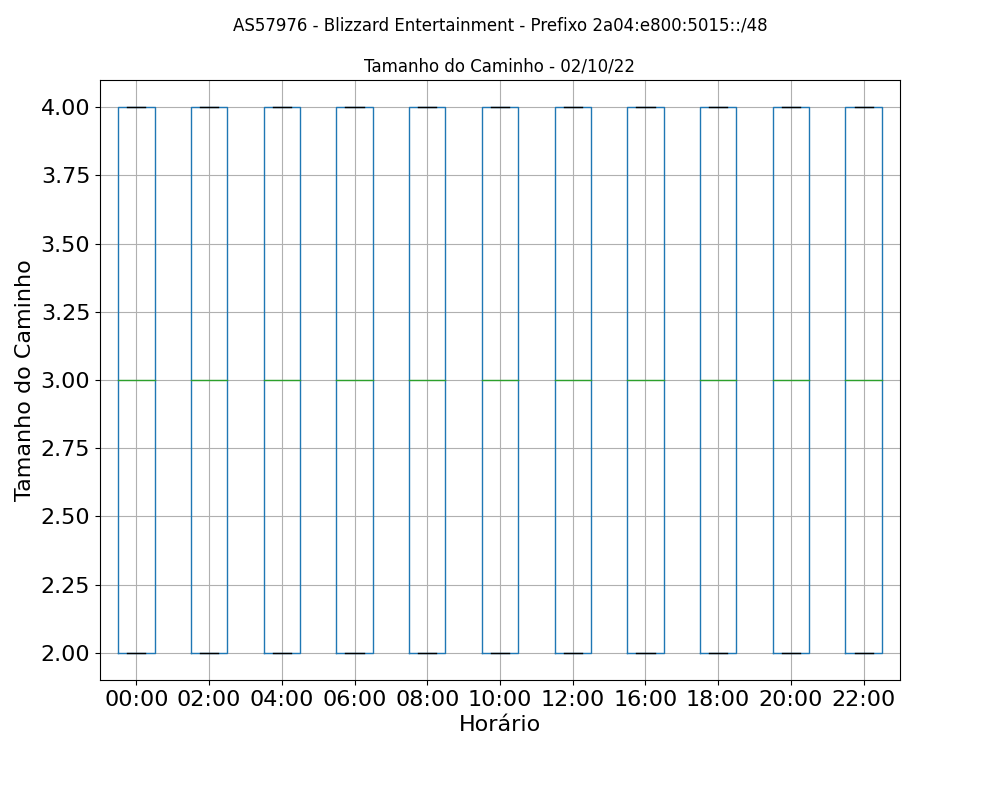 AS57976 - Blizzard Entertainment - Prefixo 2a04:e800:5015::/48
Tamanho do Caminho - 02/10/22
4.00
3.75
3.50
3.25
3.00
2.75
2.50
2.25
2.00
Tamanho do Caminho
00:00 02:00 04:00 06:00 08:00 10:00 12:00 16:00 18:00 20:00 22:00
Horário